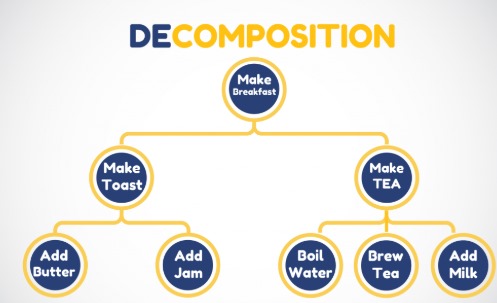 DECOMPOSITION
Make
Breakfast
Make
Toast
Make
TEA
Add
Butter
Add
Jam
Boil
Water
Brew
Tea
Add
Milk